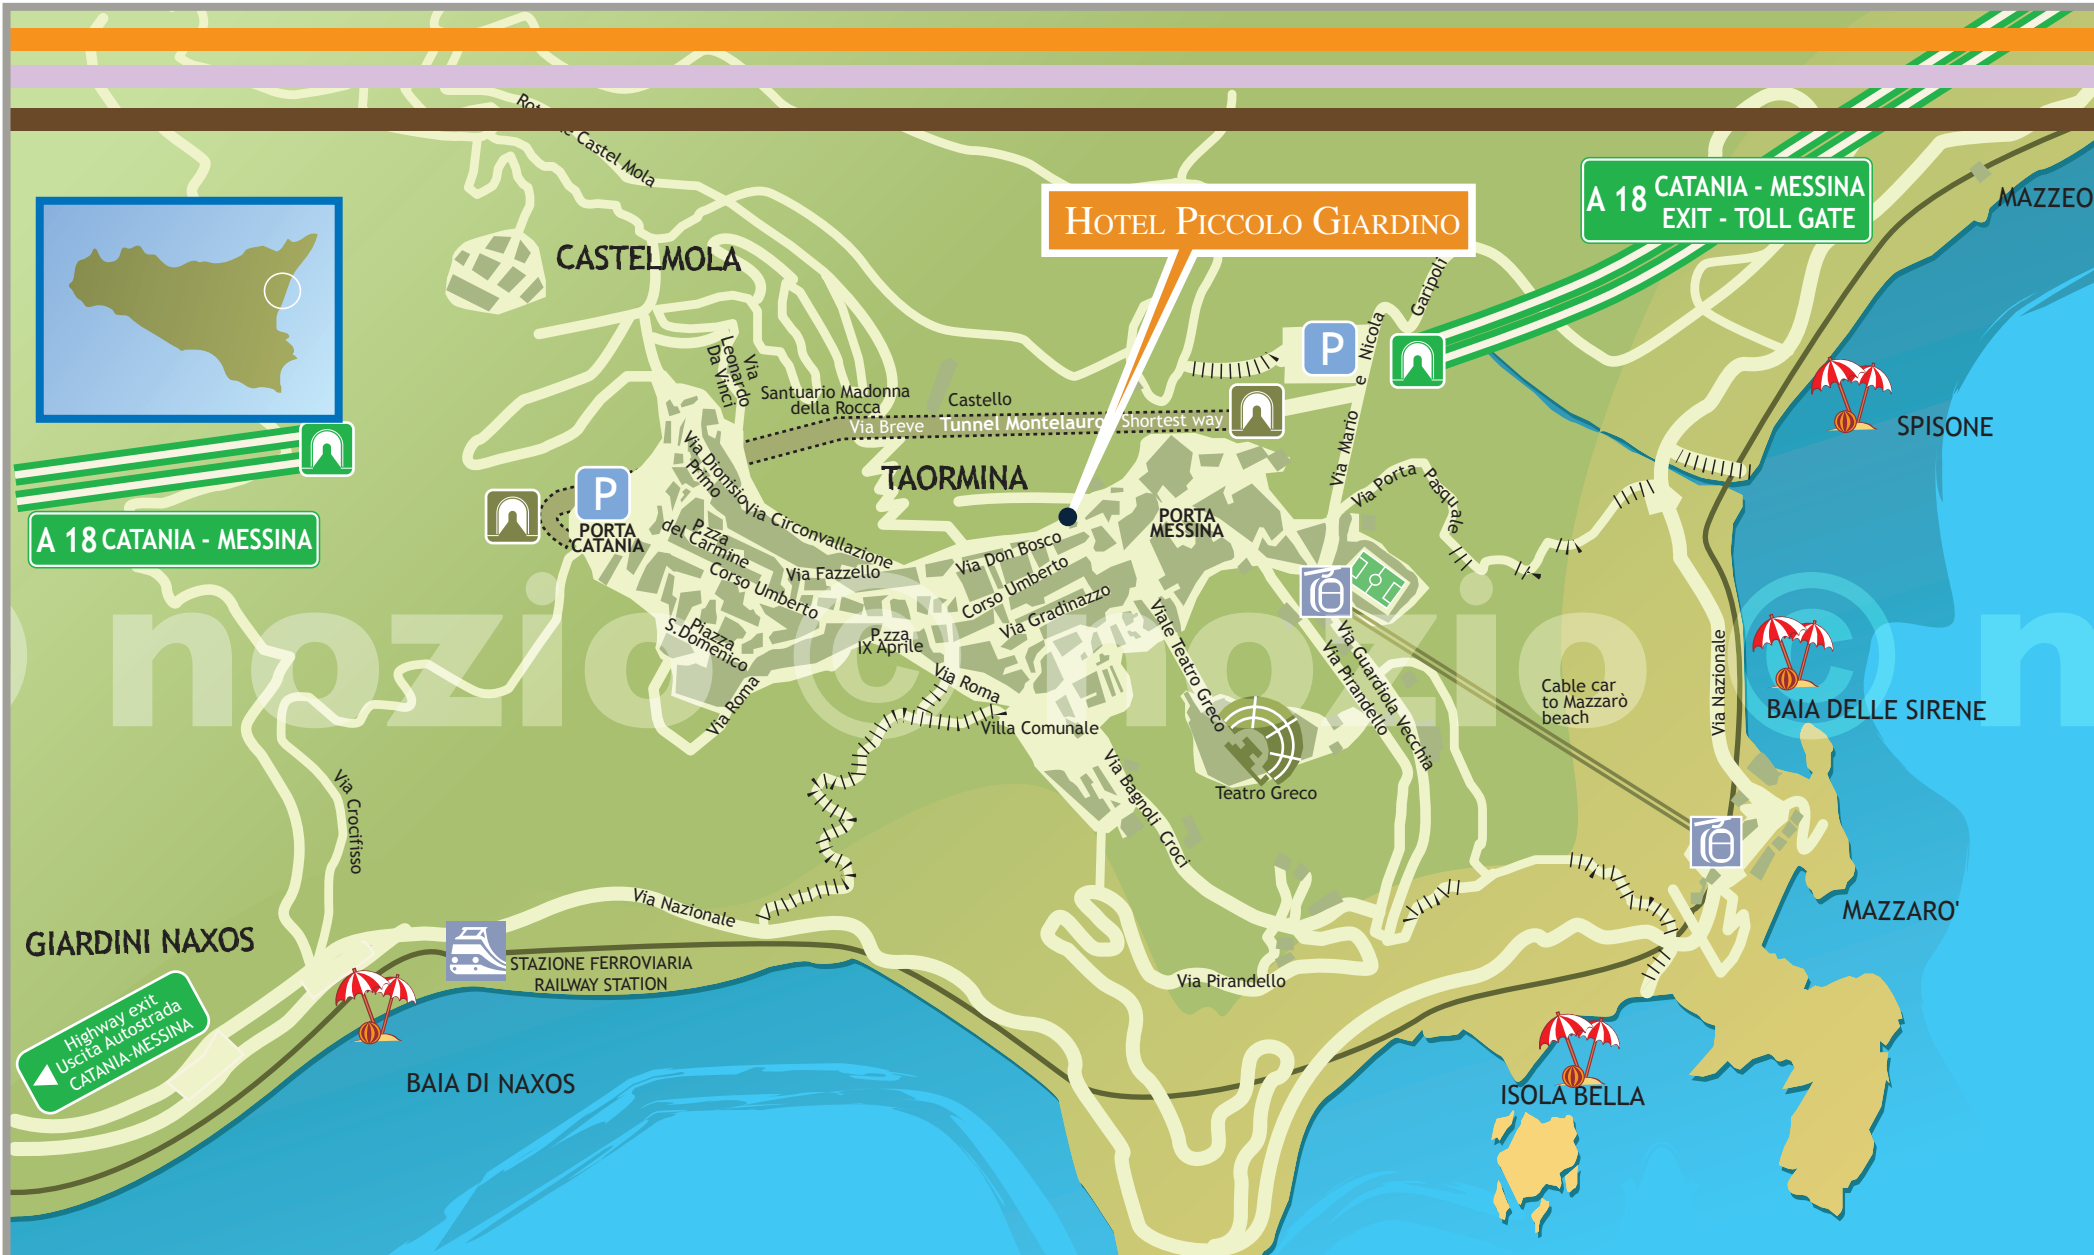 Castel Mola
HOTEL PICCOLO GIARDINO
A 18 CATANIA - MESSINA
EXIT - TOLL GATE
MAZZEO
CASTELMOLA
Via Mario e Nicola Garipoli
P
Via
Leonardo
Da Vinci
Santuario Madonna
della Rocca
Castello
Via Breve Tunnel Montelauro Shortest way
SPISONE
TAORMINA
Via Dionisio
Primo
P
PORTA
CATANIA
A 18 CATANIA - MESSINA
Via Circonvallazione
P.zza
del Carmine
Via Fazzello
Corso Umberto
Via Don Bosco
Corso Umberto
Via Gradinazzo
PORTA
MESSINA
Via Porta Pasquale
Piazza
S.Domenico
P.zza
IX Aprile
Via Roma
Via Roma
Villa Comunale
Viale Teatro Greco
Via Guardiola Vecchia
Via Pirandello
Cable car
to Mazzarò
beach
Via Nazionale
BAIA DELLE SIRENE
nozio © nozio © n
Teatro Greco
Via Bagnoli Croci
Via Crocifisso
Via Nazionale
MAZZARO'
GIARDINI NAXOS
STAZIONE FERROVIARIA
RAILWAY STATION
Via Pirandello
Highway exit
Uscita Autostrada
CATANIA-MESSINA
BAIA DI NAXOS
ISOLA BELLA